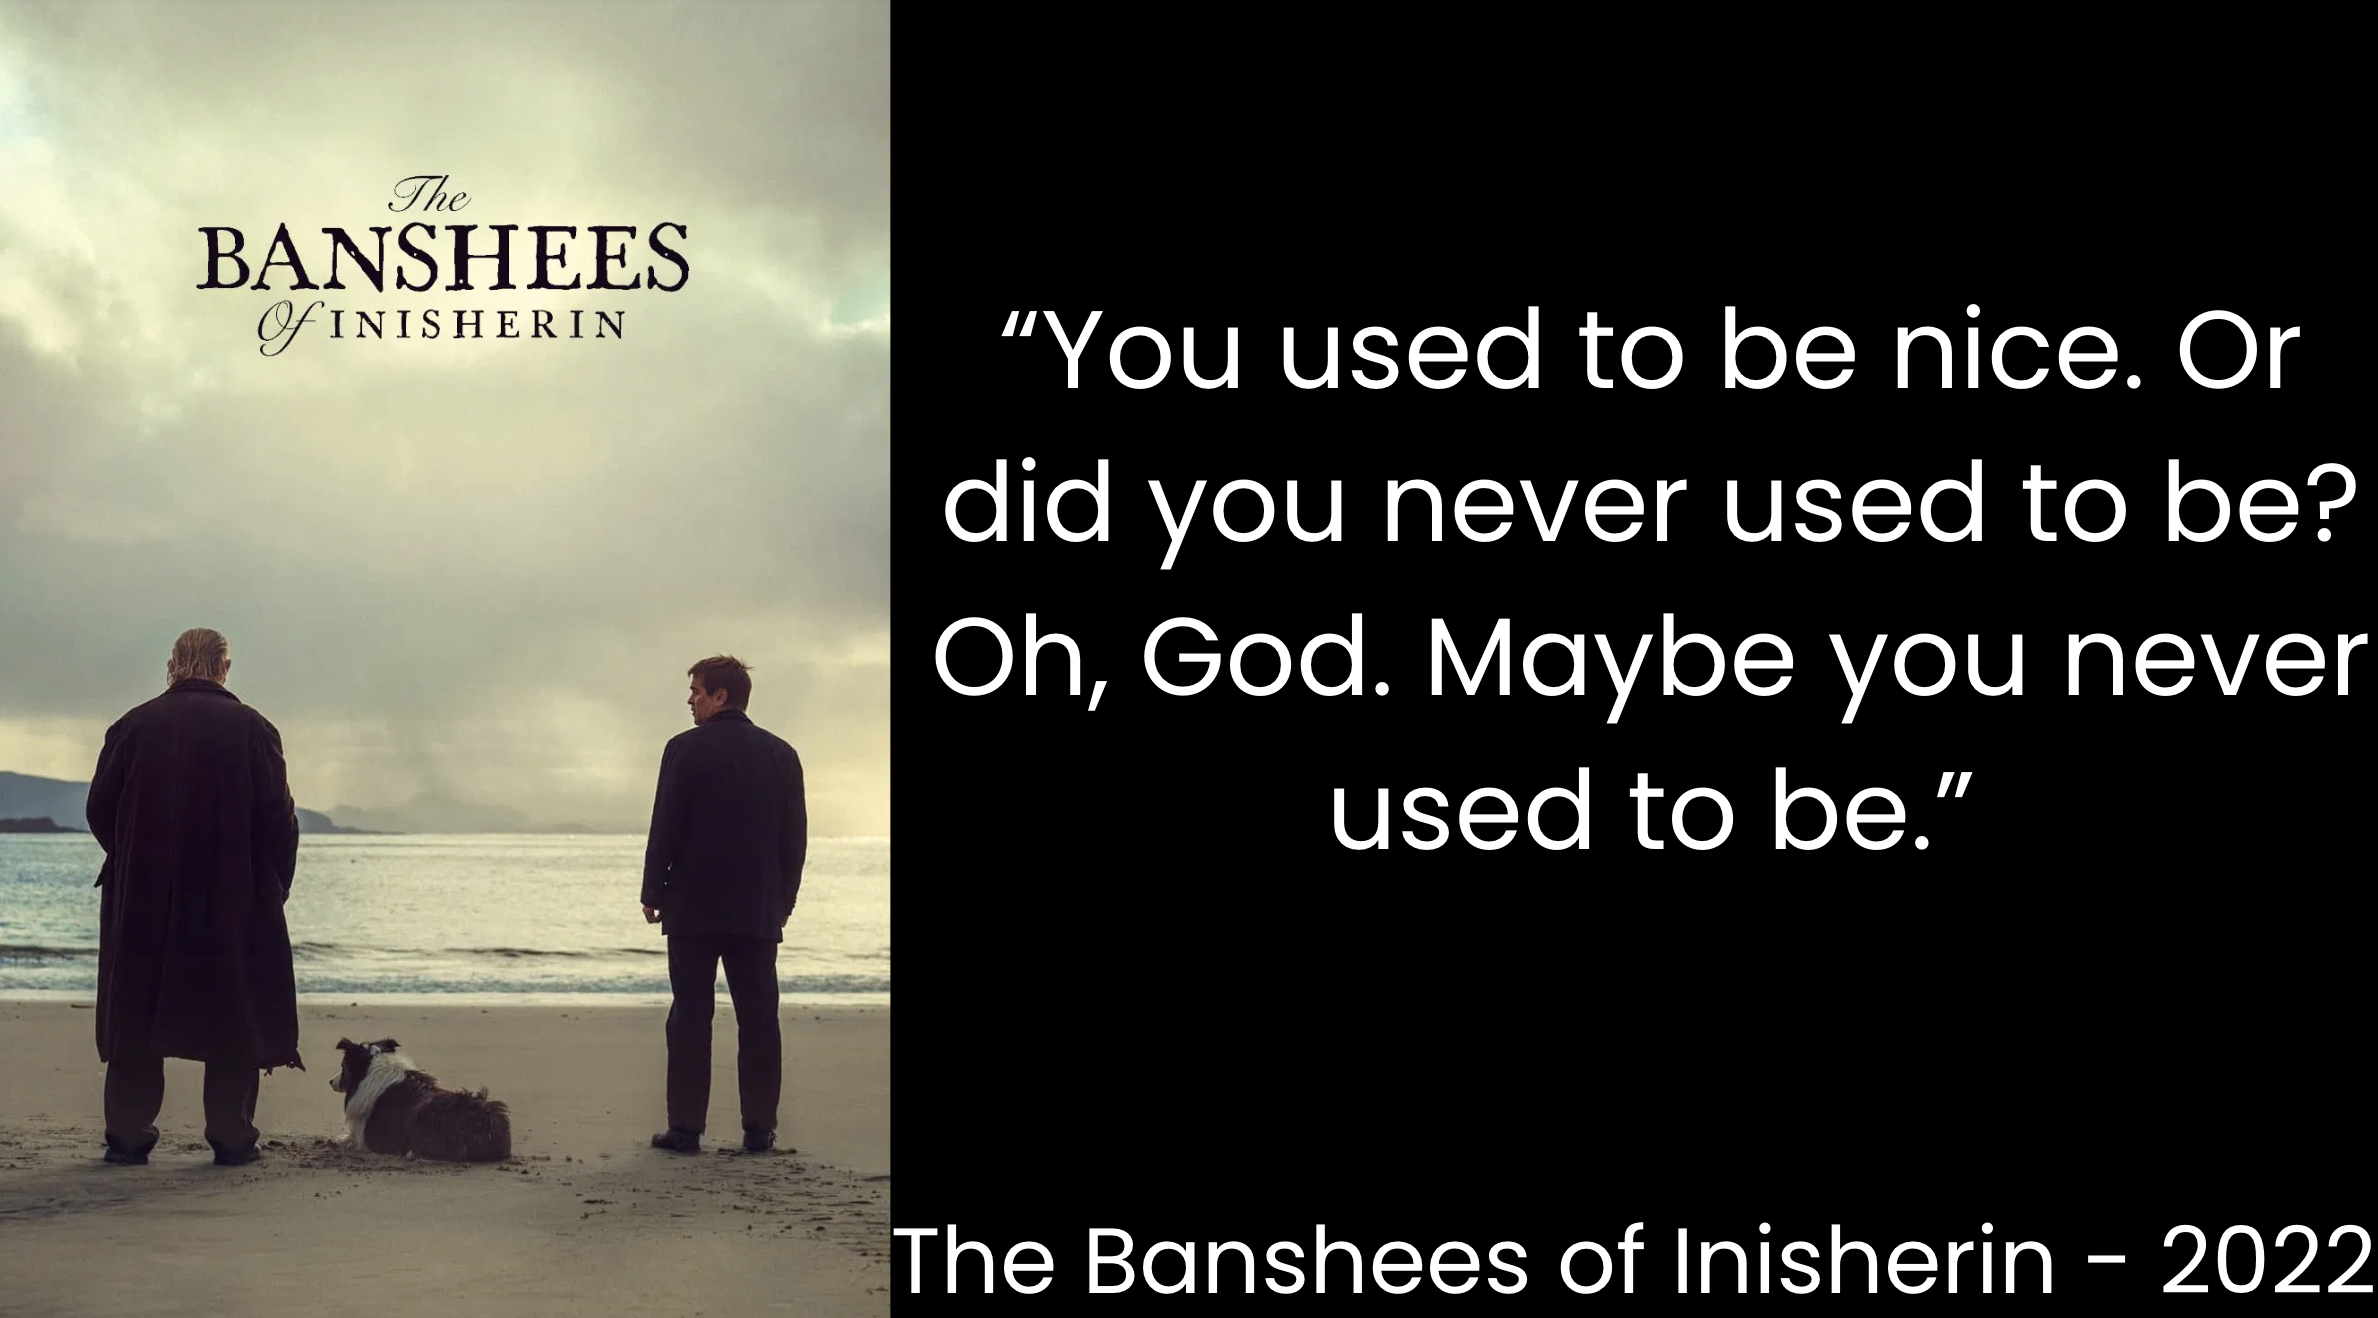 The
BANSHEES
Of INISHERIN
“You used to be nice. Or
did you never used to be?
Oh, God. Maybe you never
used to be.”
The Banshees of Inisherin - 2022